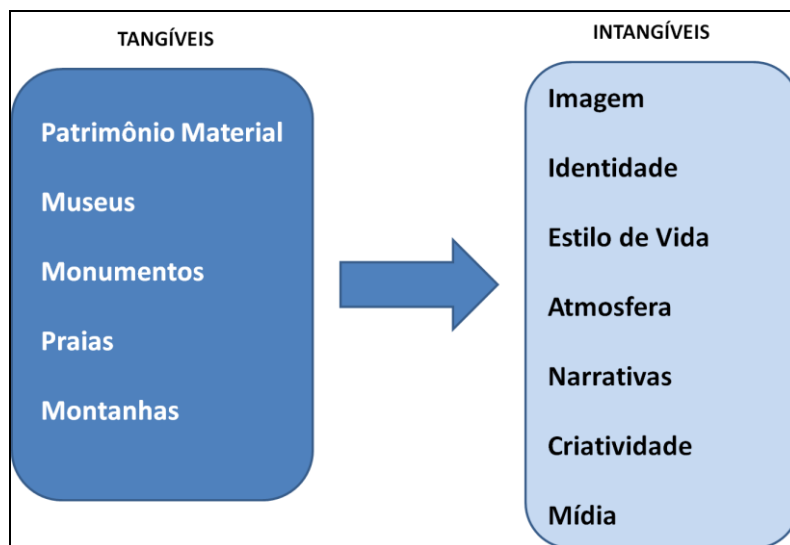 TANGÍVEIS
Patrimônio Material
Museus
Monumentos
Praias
Montanhas
INTANGÍVEIS
Imagem
Identidade
Estilo de Vida
Atmosfera
Narrativas
Criatividade
Mídia